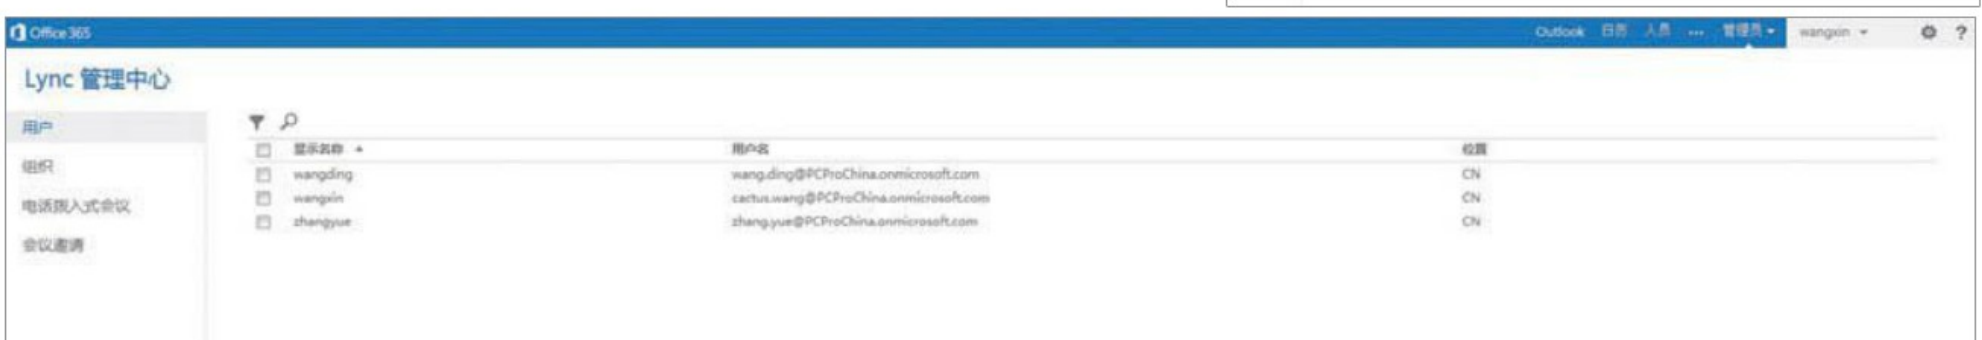 Office 365
Outlook 日历 人员 ... 管理员 wangxin ?
Lync 管理中心
用户
组织
电话拨入式会议
会议邀请
显示名称 用户名 位置
wangding wang.ding@PCProChina.onmicrosoft.com CN
wangxin cactus.wang@PCProChina.onmicrosoft.com CN
zhangyue zhang.yue@PCProChina.onmicrosoft.com CN